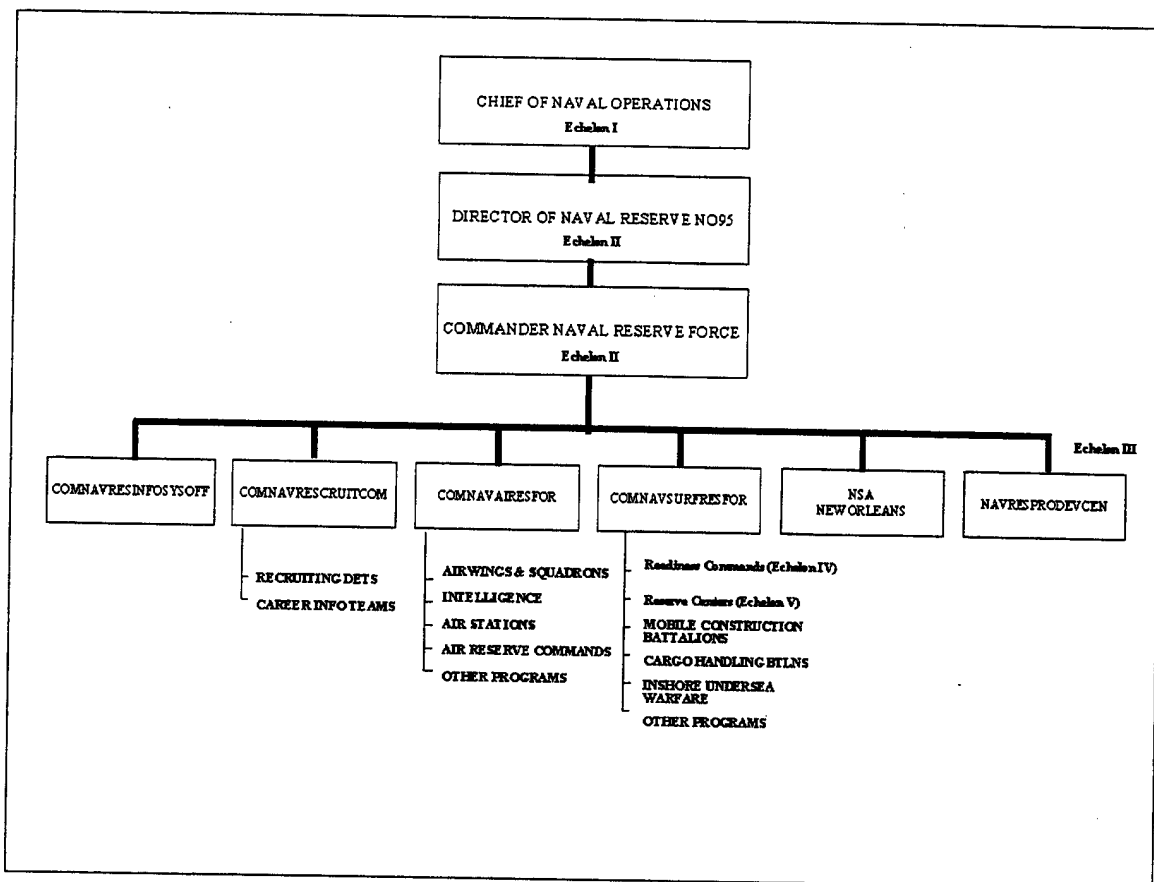 CHIEF OF NAVAL OPERATIONS
Echelon I
DIRECTOR OF NAVAL RESERVE NO95
Echelon II
COMMANDER NAVAL RESERVE FORCE
Echelon II
Echelon III
COMNAVRESINFOSYSOFF
COMNAVRESCRUITCOM
COMNAVAIRESFOR
COMNAVSURFRESFOR
NSA
NEW ORLEANS
NAVRESPRODEVCEN
RECRUITING DETS
CAREER INFO TEAMS
AIRWINGS & SQUADRONS
INTELLIGENCE
AIR STATIONS
AIR RESERVE COMMANDS
OTHER PROGRAMS
Readiness Commands (Echelon IV)
Reserve Centers (Echelon V)
MOBILE CONSTRUCTION
BATTALIONS
CARGO HANDLING BTLNS
INSHORE UNDERSEA
WARFARE
OTHER PROGRAMS